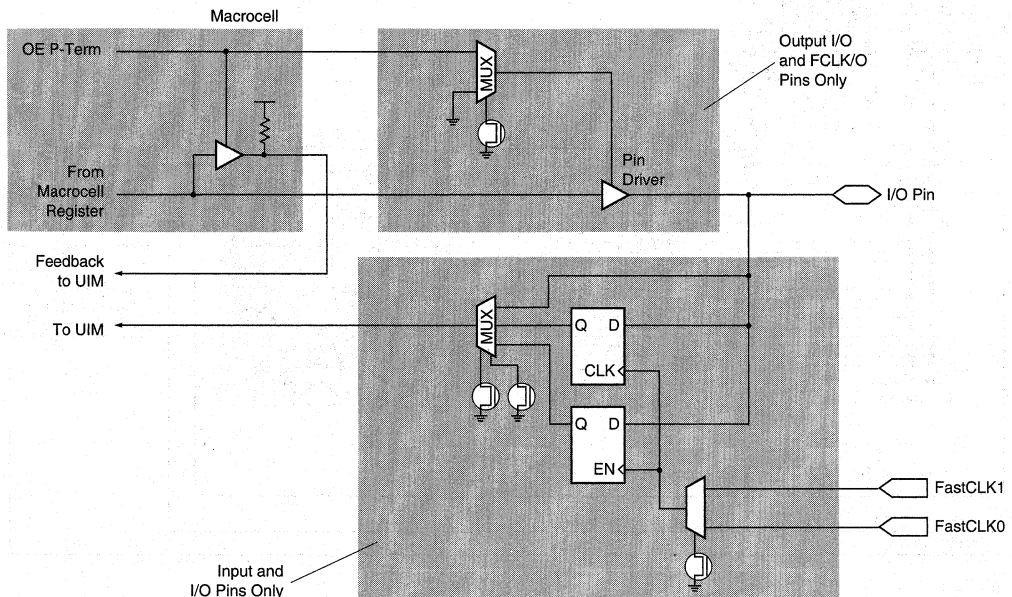 Macrocell
OE P-Term
MUX
Output I/O
and FCLK/O
Pins Only
From
Macrocell
Register
Pin
Driver
I/O Pin
Feedback
to UIM
To UIM
MUX
Q D
CLK
Q D
EN
FastCLK1
FastCLK0
Input and
I/O Pins Only